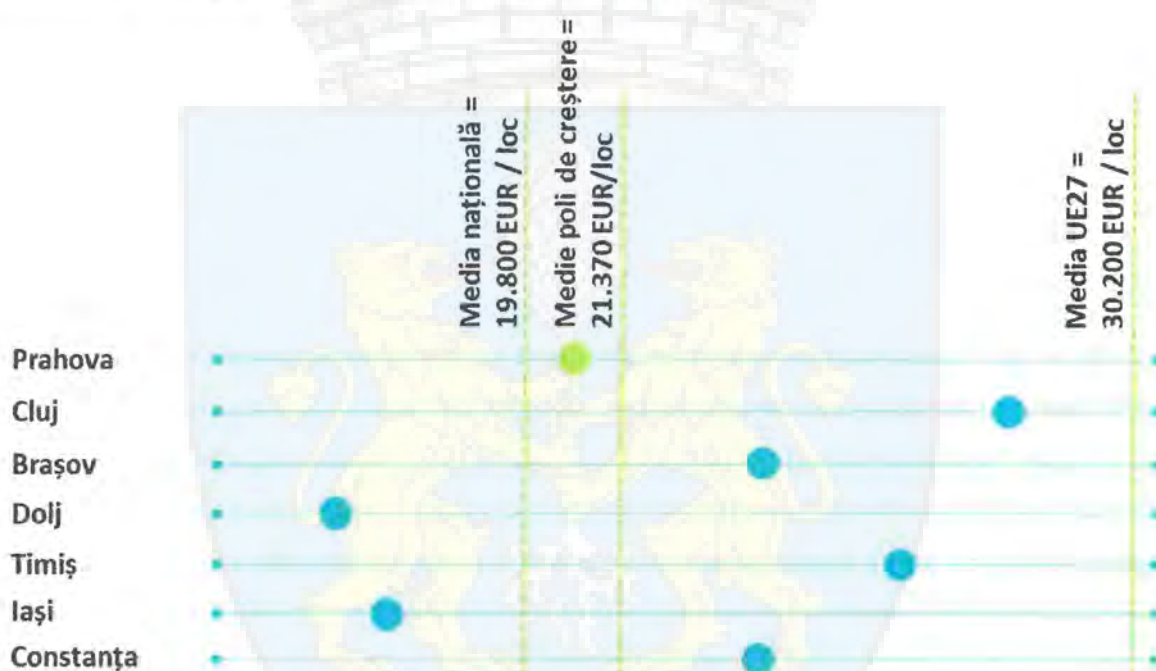 Media națională =
19.800 EUR / loc
Medie poli de creștere =
21.370 EUR/loc
Media UE27 =
30.200 EUR / loc
Prahova
Cluj
Brașov
Dolj
Timiș
Iași
Constanța